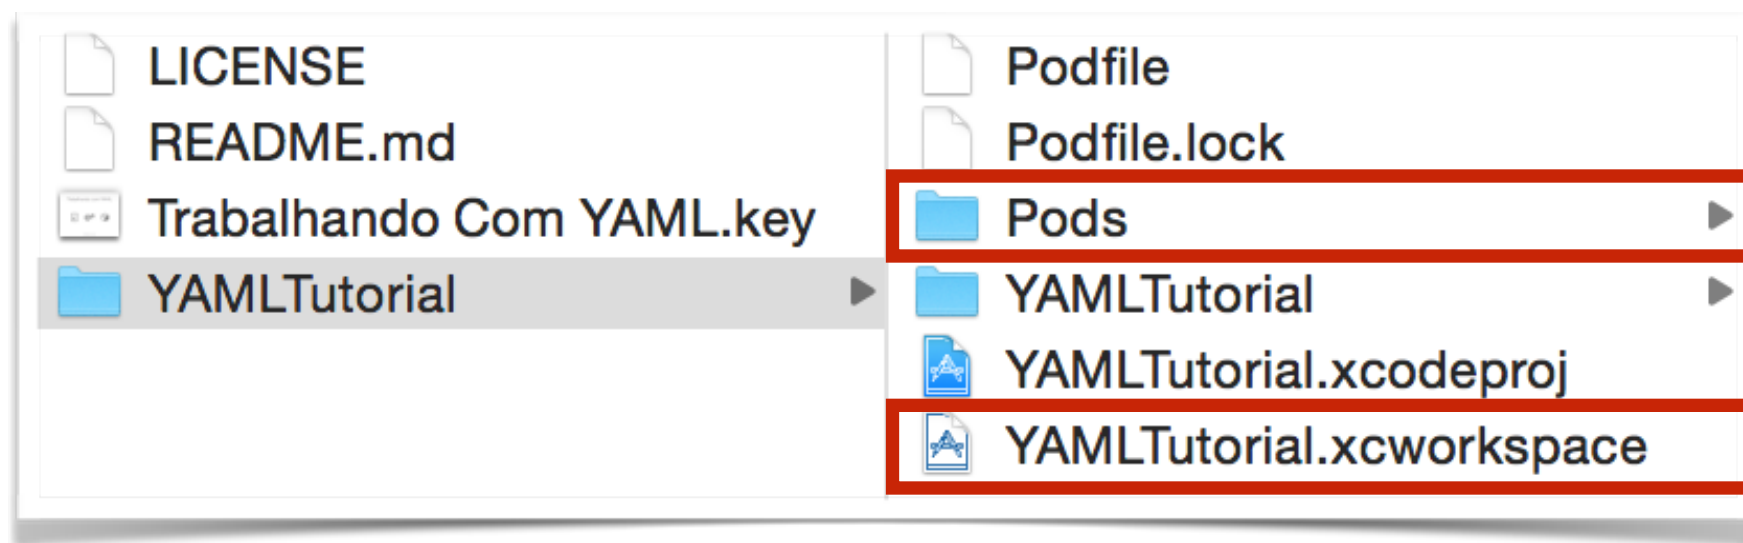 LICENSE
README.md
Trabalhando Com YAML.key
YAMLTutorial
Podfile
Podfile.lock
Pods
YAMLTutorial
YAMLTutorial.xcodeproj
YAMLTutorial.xcworkspace